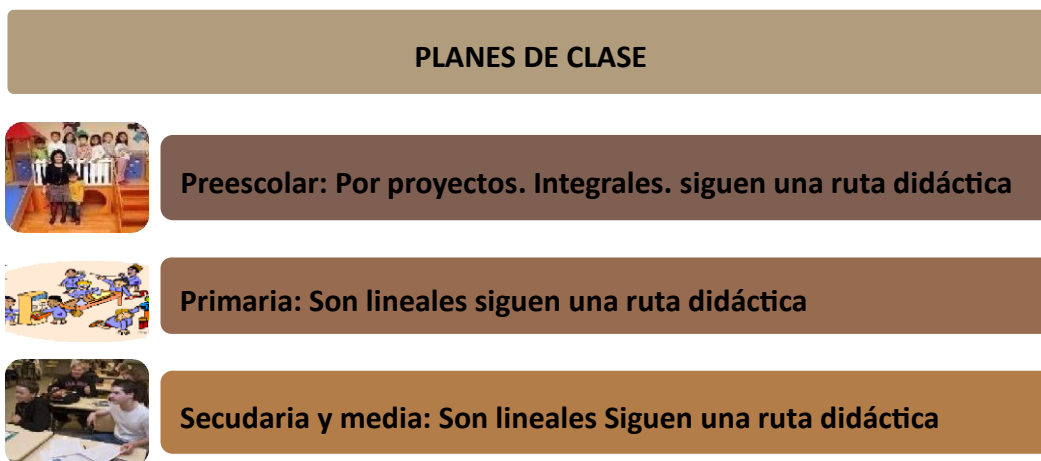 PLANES DE CLASE
Preescolar: Por proyectos. Integrales. siguen una ruta didáctica
Primaria: Son lineales siguen una ruta didáctica
Secudaria y media: Son lineales Siguen una ruta didáctica